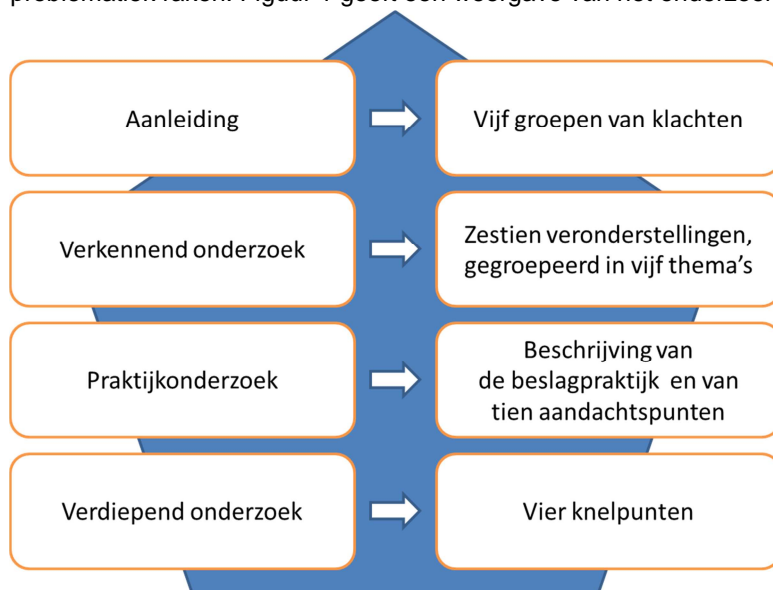 Aanleiding
Vijf groepen van klachten
Verkennend onderzoek
Zestien veronderstellingen,
gegroepeerd in vijf thema's
Praktijkonderzoek
Beschrijving van
de beslagpraktijk en van
tien aandachtspunten
Verdiepend onderzoek
Vier knelpunten